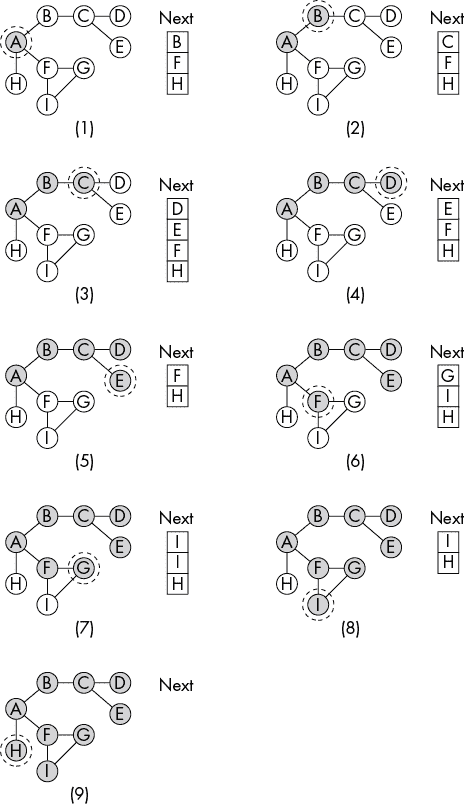 B C D Next
A E B
F G F
H I H
(1)
B C D Next
A E C
F G F
H I H
(2)
B C D Next
A E D
F G E
H I F
H
(3)
B C D Next
A E E
F G F
H I H
(4)
B C D Next
A E F
F G H
H I
(5)
B C D Next
A E G
F G I
H I H
(6)
B C D Next
A E I
F G I
H I H
(7)
B C D Next
A E I
F G H
H I
(8)
B C D Next
A E
F G
H I
(9)